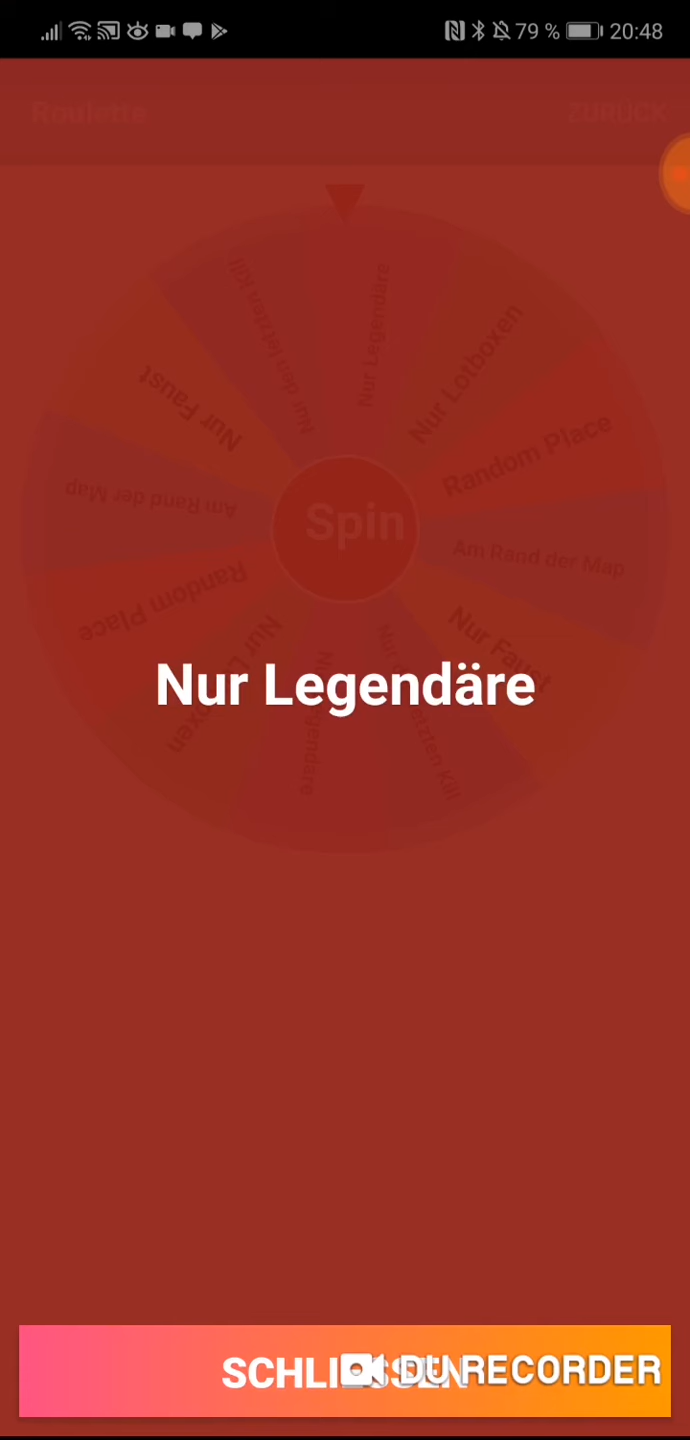 79 % 20:48
Roulette ZURÜCK
Nur den letzten Kill
Nur Legendäre
Nur Lotboxen
Nur Faust
Random Place
Am Rand der Map
Spin
Am Rand der Map
Random Place
Nur Faust
Nur Legendäre
SCHLIESSEN
DU RECORDER